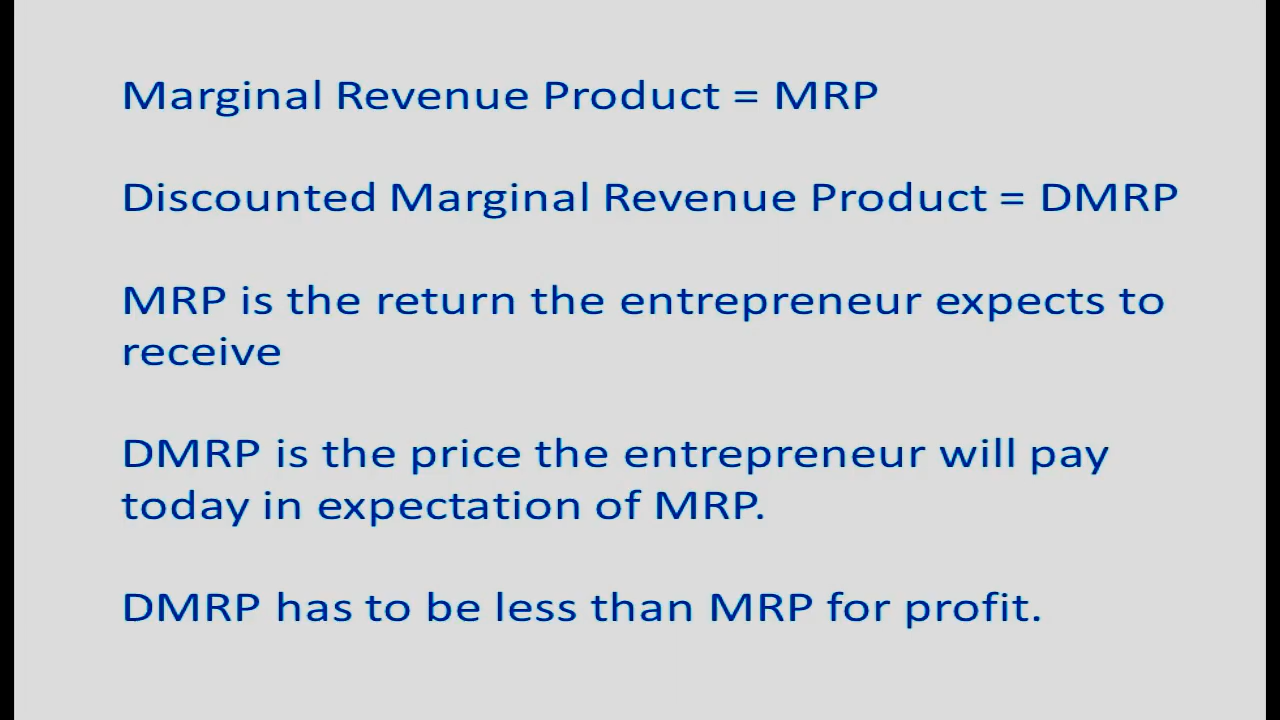 Marginal Revenue Product = MRP
Discounted Marginal Revenue Product = DMRP
MRP is the return the entrepreneur expects to
receive
DMRP is the price the entrepreneur will pay
today in expectation of MRP.
DMRP has to be less than MRP for profit.